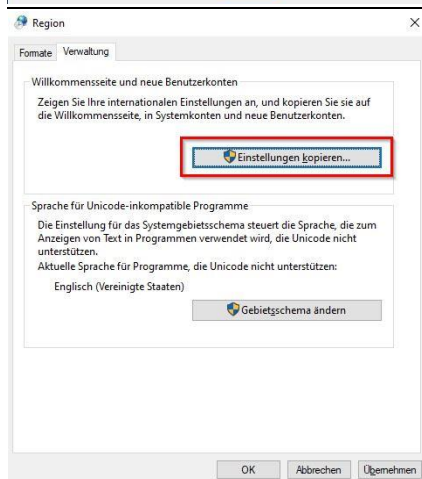 Region
Formate Verwaltung
Willkommensseite und neue Benutzerkonten
Zeigen Sie Ihre internationalen Einstellungen an, und kopieren Sie sie auf
die Willkommensseite, in Systemkonten und neue Benutzerkonten.
Einstellungen kopieren...
Sprache für Unicode-inkompatible Programme
Die Einstellung für das Systemgebietsschema steuert die Sprache, die zum
Anzeigen von Text in Programmen verwendet wird, die Unicode nicht
unterstützen.
Aktuelle Sprache für Programme, die Unicode nicht unterstützen:
Englisch (Vereinigte Staaten)
Gebietsschema ändern
OK Abbrechen Übernehmen